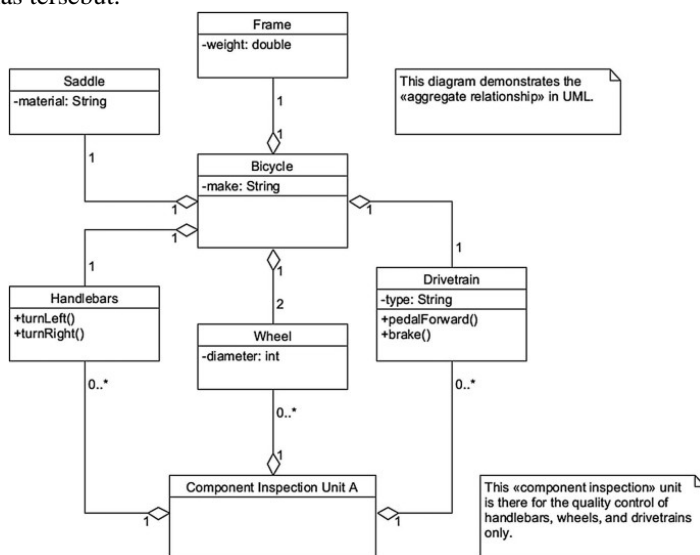 as tersebut.
Frame
-weight: double
1
1
Saddle
-material: String
1
This diagram demonstrates the
«aggregate relationship» in UML.
Bicycle
-make: String
1
1
1
1
Handlebars
+turnLeft()
+turnRight()
1
2
Wheel
-diameter: int
1
Drivetrain
-type: String
+pedalForward()
+brake()
0..*
0..*
0..*
1
Component Inspection Unit A
1
1
This «component inspection» unit
is there for the quality control of
handlebars, wheels, and drivetrains
only.